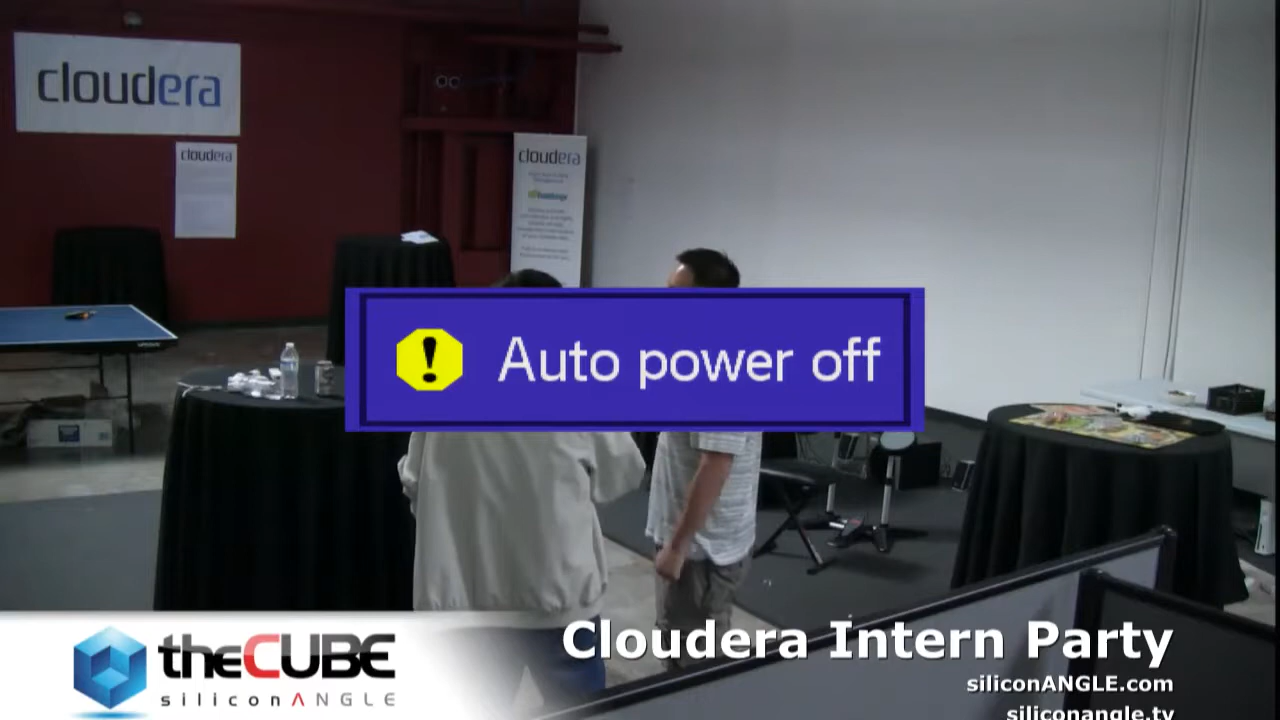 cloudera
cloudera
cloudera
Auto power off
theCUBE
siliconANGLE
Cloudera Intern Party
siliconANGLE.com
siliconangle.tv